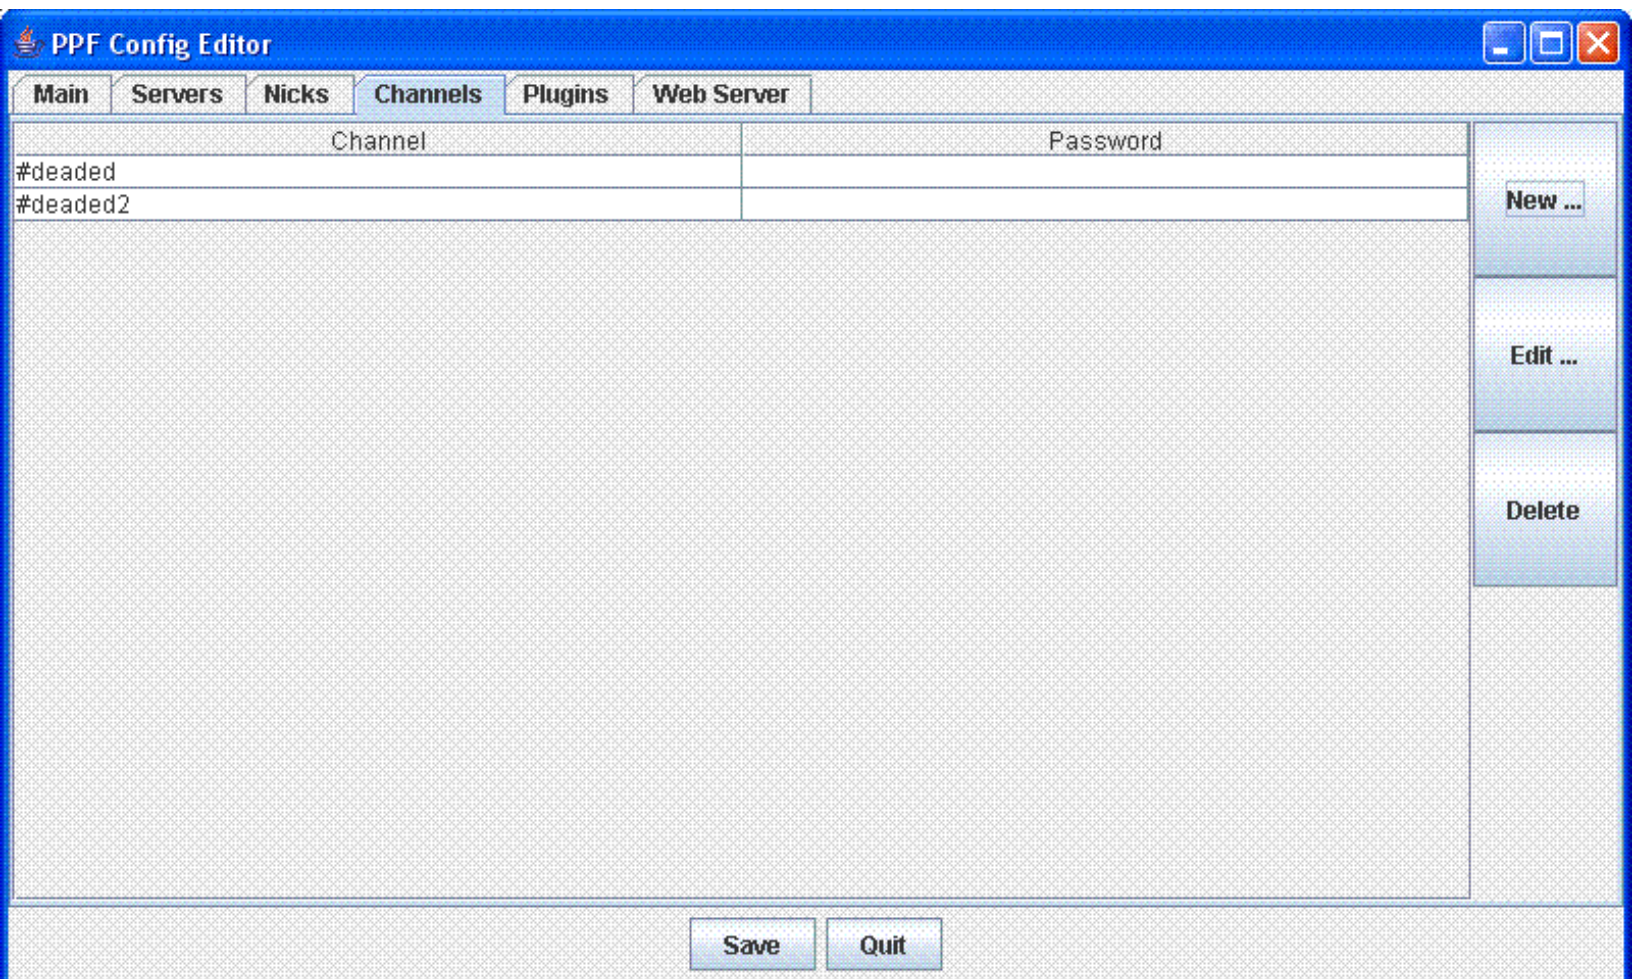 PPF Config Editor
Main Servers Nicks Channels Plugins Web Server
Channel Password
#deaded
#deaded2
New ...
Edit ...
Delete
Save Quit